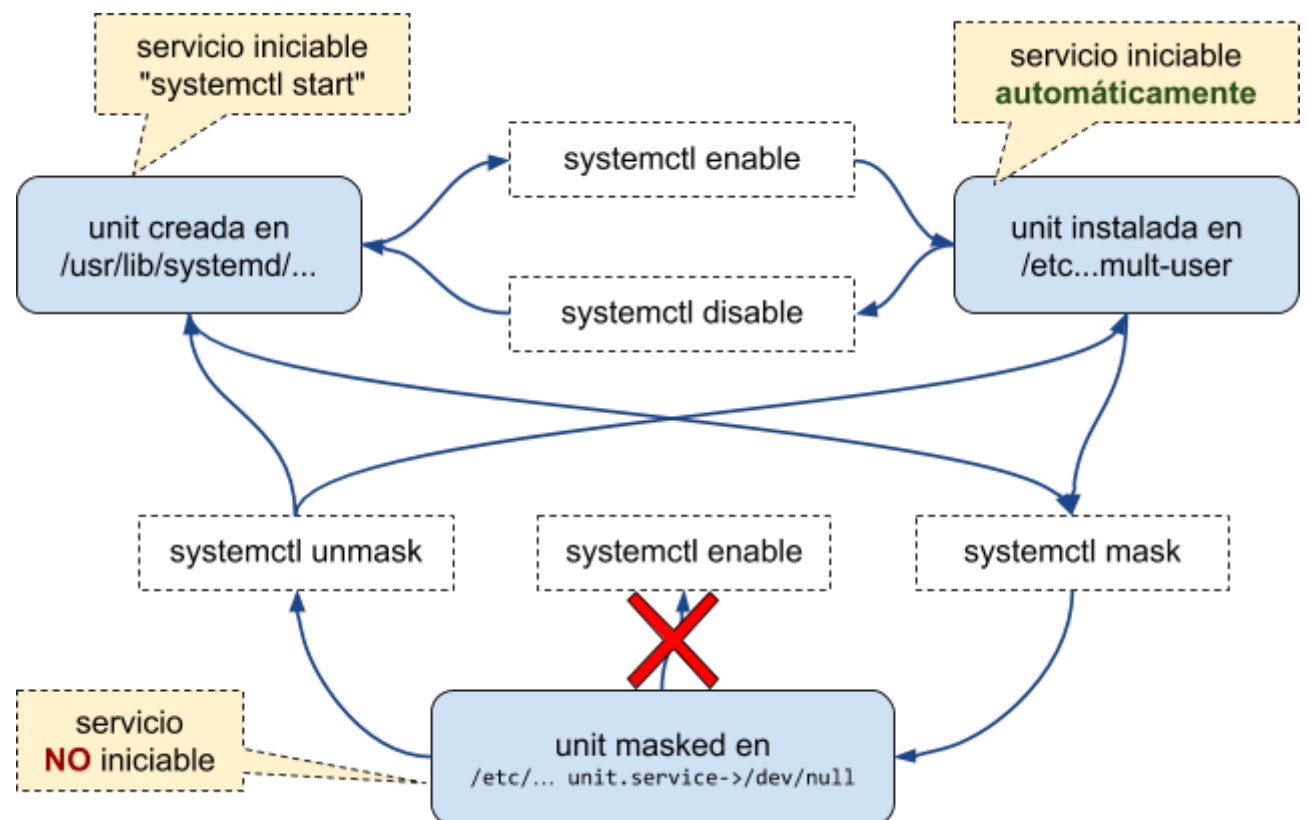 servicio iniciable
"systemctl start"
servicio iniciable
automáticamente
systemctl enable
unit creada en
/usr/lib/systemd/...
unit instalada en
/etc...mult-user
systemctl disable
systemctl unmask
systemctl enable
systemctl mask
servicio
NO iniciable
unit masked en
/etc/... unit.service->/dev/null